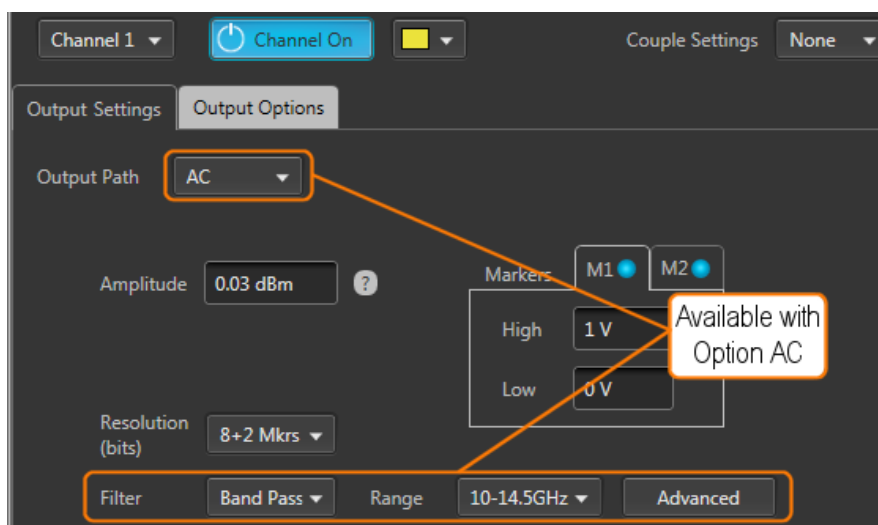 Channel 1 Channel On Couple Settings None
Output Settings Output Options
Output Path AC
Amplitude 0.03 dBm ? Markers M1 M2
High 1 V
Available with
Option AC
Low 0 V
Resolution
(bits) 8+2 Mkrs
Filter Band Pass Range 10-14.5GHz Advanced